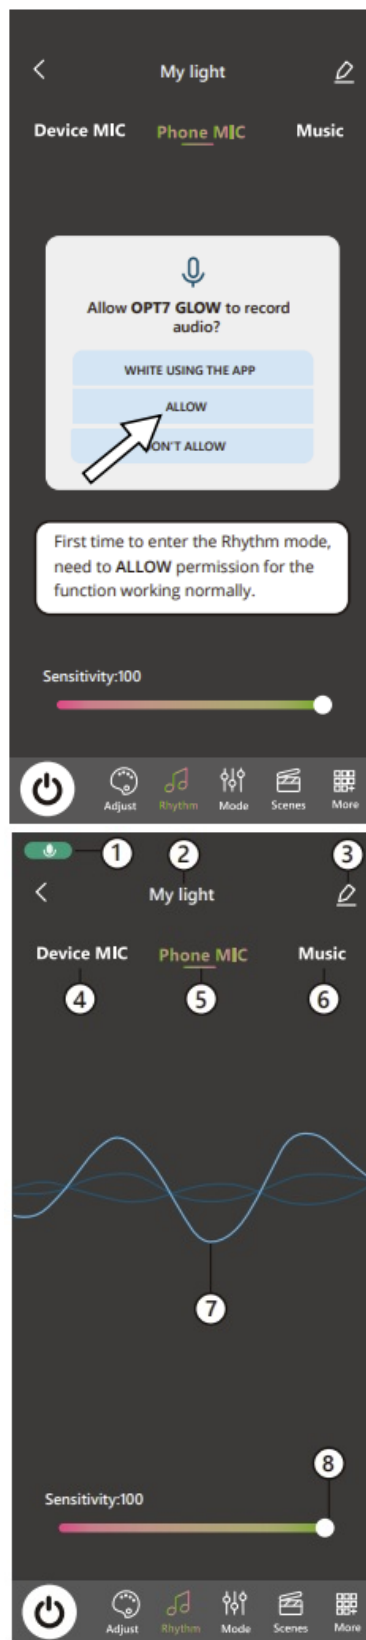 My light
Device MIC Phone MIC Music
Allow OPT7 GLOW to record
audio?
WHITE USING THE APP
ALLOW
ON'T ALLOW
First time to enter the Rhythm mode,
need to ALLOW permission for the
function working normally.
Sensitivity:100
Adjust Rhythm Mode Scenes More
1 2 3
My light
Device MIC Phone MIC Music
4 5 6
7
8
Sensitivity:100
Adjust Rhythm Mode Scenes More